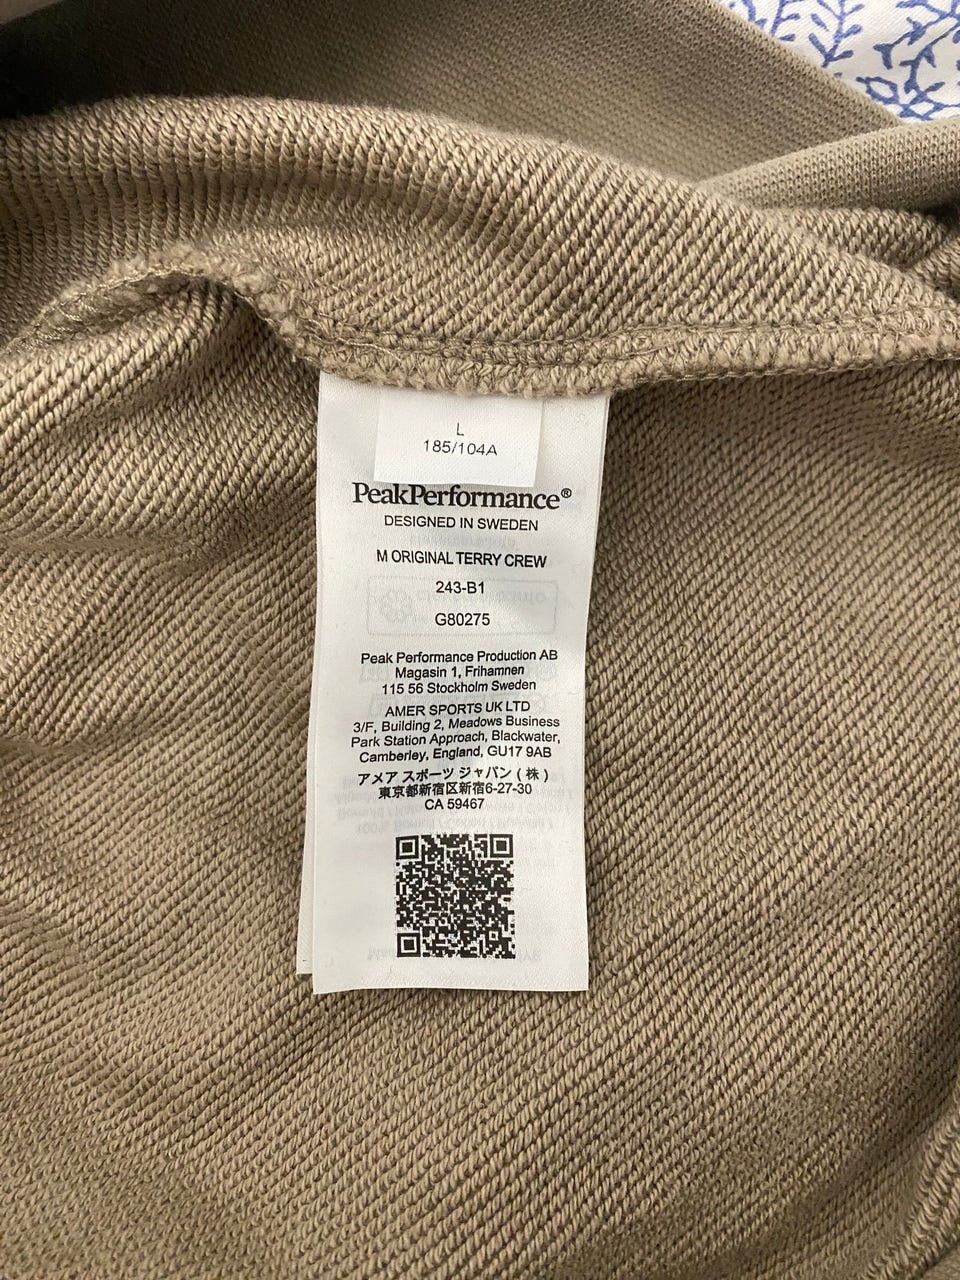 L
185/104A
PeakPerformance®
DESIGNED IN SWEDEN
M ORIGINAL TERRY CREW
243-B1
G80275
Peak Performance Production AB
Magasin 1, Frihamnen
115 56 Stockholm Sweden
AMER SPORTS UK LTD
3/F, Building 2, Meadows Business
Park Station Approach, Blackwater,
Camberley, England, GU17 9AB
アメア スポーツ ジャパン (株)
東京都新宿区新宿6-27-30
CA 59467